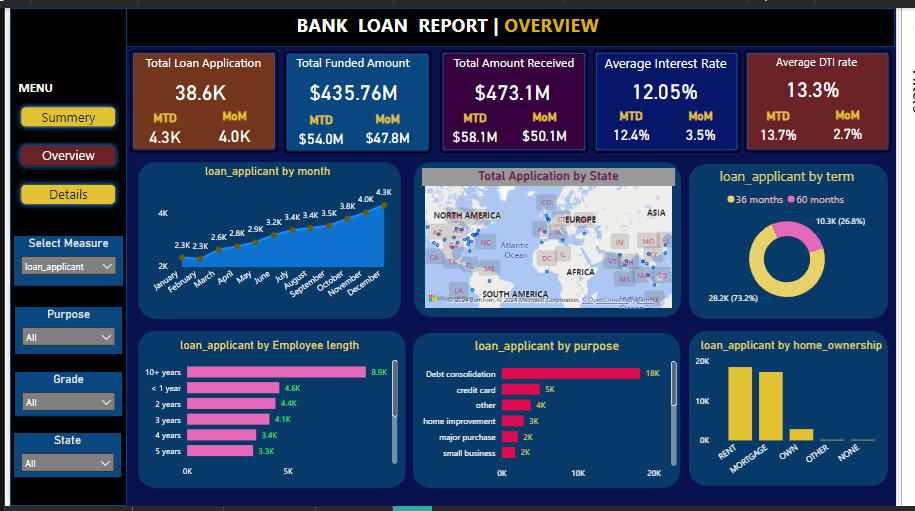 BANK LOAN REPORT | OVERVIEW
Total Loan Application
38.6K
MTD MoM
4.3K 4.0K
Total Funded Amount
$435.76M
MTD MoM
$54.0M $47.8M
Total Amount Received
$473.1M
MTD MoM
$58.1M $50.1M
Average Interest Rate
12.05%
MTD MoM
12.4% 3.5%
Average DTI rate
13.3%
MTD MoM
13.7% 2.7%
MENU
Summery
Overview
Details
Select Measure
loan_applicant
Purpose
All
Grade
All
State
All
loan_applicant by month
4K
2K
2.3K 2.3K 2.6K 2.8K 2.9K 3.2K 3.4K 3.4K 3.5K 3.8K 4.0K 4.3K
January February March April May June July August September October November December
Total Application by State
NORTH AMERICA
EUROPE
ASIA
Atlantic
Ocean
AFRICA
SOUTH AMERICA
CO
AZ
NC
CA
FL
ME
LA
DC
IL
IN
MO
VT
MS
© 2024 TomTom, © 2024 Microsoft Corporation, © OpenStreetMap
loan_applicant by term
36 months 60 months
10.3K (26.8%)
28.2K (73.2%)
loan_applicant by Employee length
10+ years 8.9K
< 1 year 4.6K
2 years 4.4K
3 years 4.1K
4 years 3.4K
5 years 3.3K
0K 5K
loan_applicant by purpose
Debt consolidation 18K
credit card 5K
other 4K
home improvement 3K
major purchase 2K
small business 2K
0K 10K 20K
loan_applicant by home_ownership
20K
10K
0K
RENT MORTGAGE OWN OTHER NONE